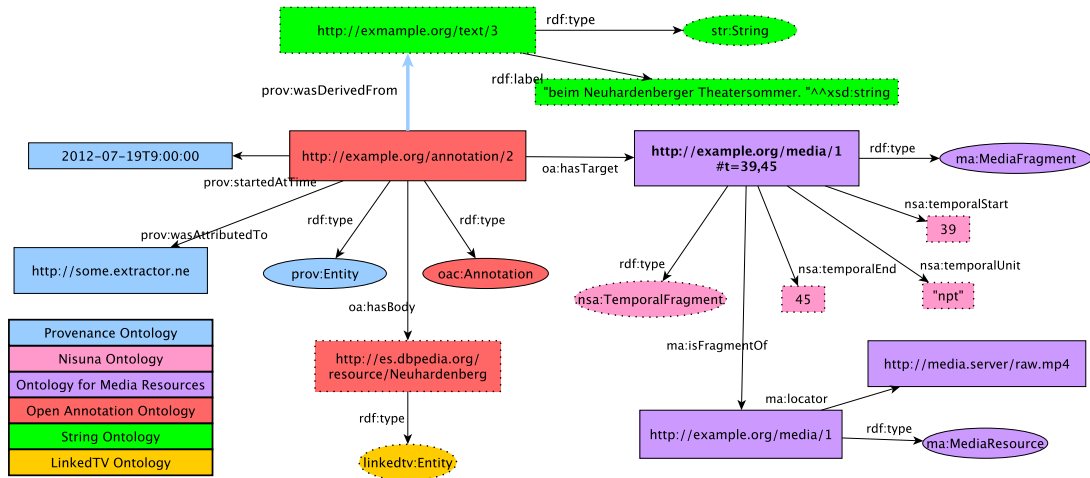 http://exmample.org/text/3
rdf:type
str:String
rdf:label
"beim Neuhardenberger Theatersommer. "^^xsd:string
prov:wasDerivedFrom
2012-07-19T9:00:00
http://example.org/annotation/2
oa:hasTarget
http://example.org/media/1
#t=39,45
rdf:type
ma:MediaFragment
prov:startedAtTime
prov:wasAttributedTo
rdf:type
rdf:type
nsa:temporalStart
39
http://some.extractor.ne
prov:Entity
oac:Annotation
rdf:type
nsa:temporalEnd
nsa:temporalUnit
nsa:TemporalFragment
45
"npt"
oa:hasBody
Provenance Ontology
Nisuna Ontology
Ontology for Media Resources
Open Annotation Ontology
String Ontology
LinkedTV Ontology
http://es.dbpedia.org/
resource/Neuhardenberg
ma:isFragmentOf
http://media.server/raw.mp4
ma:locator
rdf:type
http://example.org/media/1
rdf:type
ma:MediaResource
linkedtv:Entity